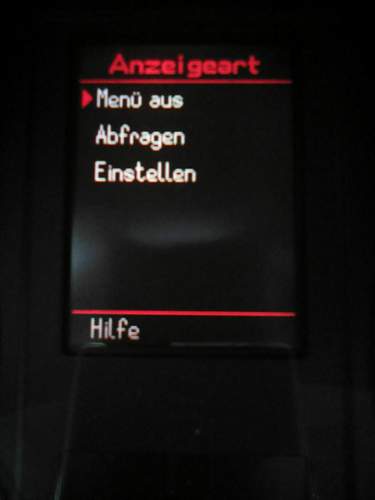 Anzeigeart
Menü aus
Abfragen
Einstellen
Hilfe